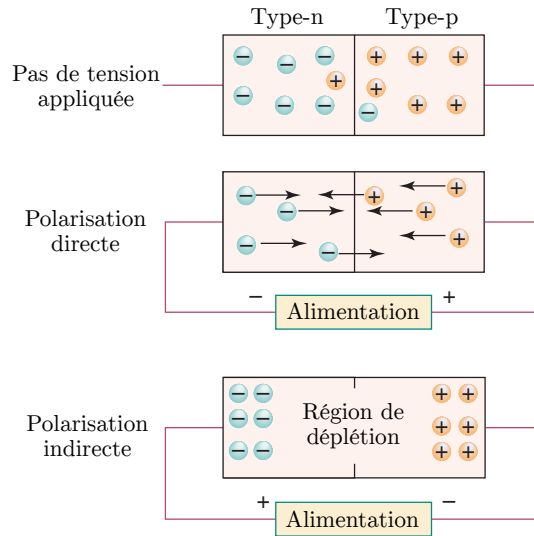 Type-n Type-p
Pas de tension
appliquée
Polarisation
directe
− +
Alimentation
Polarisation
indirecte
Région de
déplétion
+ −
Alimentation